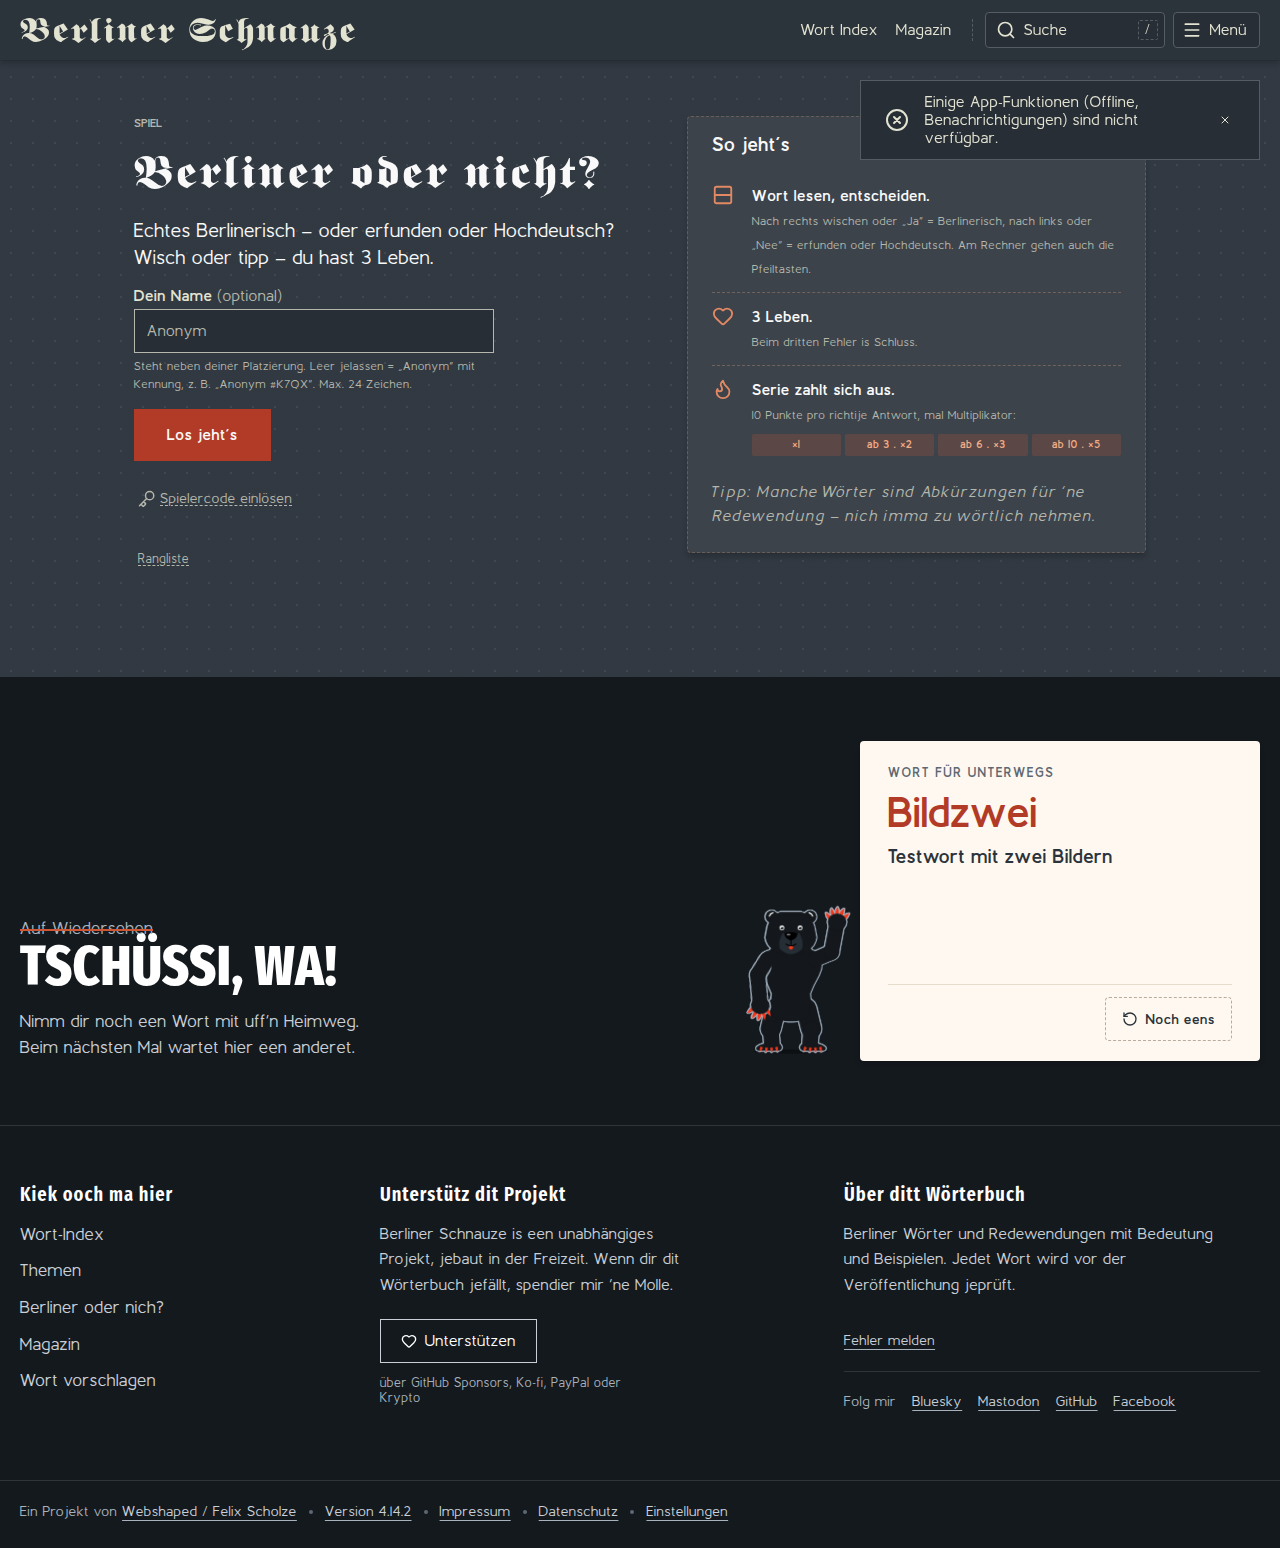 Berliner Schnauze
Wort Index
Magazin
Suche
/
Menü
Einige App-Funktionen (Offline,
Benachrichtigungen) sind nicht
verfügbar.
SPIEL
Berliner oder nicht?
Echtes Berlinerisch – oder erfunden oder Hochdeutsch?
Wisch oder tipp – du hast 3 Leben.
Dein Name (optional)
Anonym
Steht neben deiner Platzierung. Leer jelassen = „Anonym“ mit
Kennung, z. B. „Anonym #K7QX“. Max. 24 Zeichen.
Los jeht’s
Spielercode einlösen
Rangliste
So jeht’s
Wort lesen, entscheiden.
Nach rechts wischen oder „Ja“ = Berlinerisch, nach links oder
„Nee“ = erfunden oder Hochdeutsch. Am Rechner gehen auch die
Pfeiltasten.
3 Leben.
Beim dritten Fehler is Schluss.
Serie zahlt sich aus.
10 Punkte pro richtije Antwort, mal Multiplikator:
×1
ab 3 . ×2
ab 6 . ×3
ab 10 . ×5
Tipp: Manche Wörter sind Abkürzungen für ’ne
Redewendung – nich imma zu wörtlich nehmen.
Auf Wiedersehen
TSCHÜSSI, WA!
Nimm dir noch een Wort mit uff’n Heimweg.
Beim nächsten Mal wartet hier een anderet.
WORT FÜR UNTERWEGS
Bildzwei
Testwort mit zwei Bildern
Noch eens
Kiek ooch ma hier
Wort-Index
Themen
Berliner oder nich?
Magazin
Wort vorschlagen
Unterstütz dit Projekt
Berliner Schnauze is een unabhängiges
Projekt, jebaut in der Freizeit. Wenn dir dit
Wörterbuch jefällt, spendier mir ’ne Molle.
Unterstützen
über GitHub Sponsors, Ko-fi, PayPal oder
Krypto
Über ditt Wörterbuch
Berliner Wörter und Redewendungen mit Bedeutung
und Beispielen. Jedet Wort wird vor der
Veröffentlichung jeprüft.
Fehler melden
Folg mir Bluesky Mastodon GitHub Facebook
Ein Projekt von Webshaped / Felix Scholze • Version 4.14.2 • Impressum • Datenschutz • Einstellungen